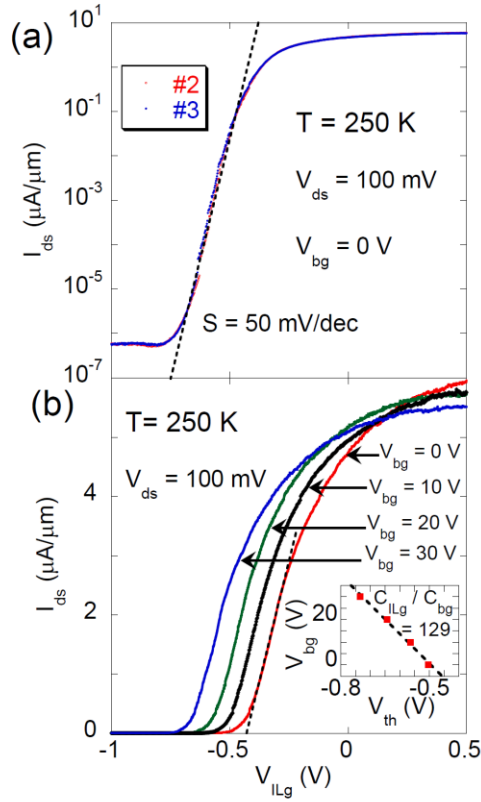 (a)
10¹
10⁻¹
10⁻³
10⁻⁵
10⁻⁷
I_ds (μA/μm)
#2
#3
T = 250 K
V_ds = 100 mV
V_bg = 0 V
S = 50 mV/dec
(b)
T= 250 K
V_ds = 100 mV
V_bg = 0 V
V_bg = 10 V
V_bg = 20 V
V_bg = 30 V
I_ds (μA/μm)
4
2
0
C_ILg / C_bg
= 129
V_bg (V)
20
0
-0.8
-0.5
V_th (V)
-1
-0.5
0
0.5
V_ILg (V)